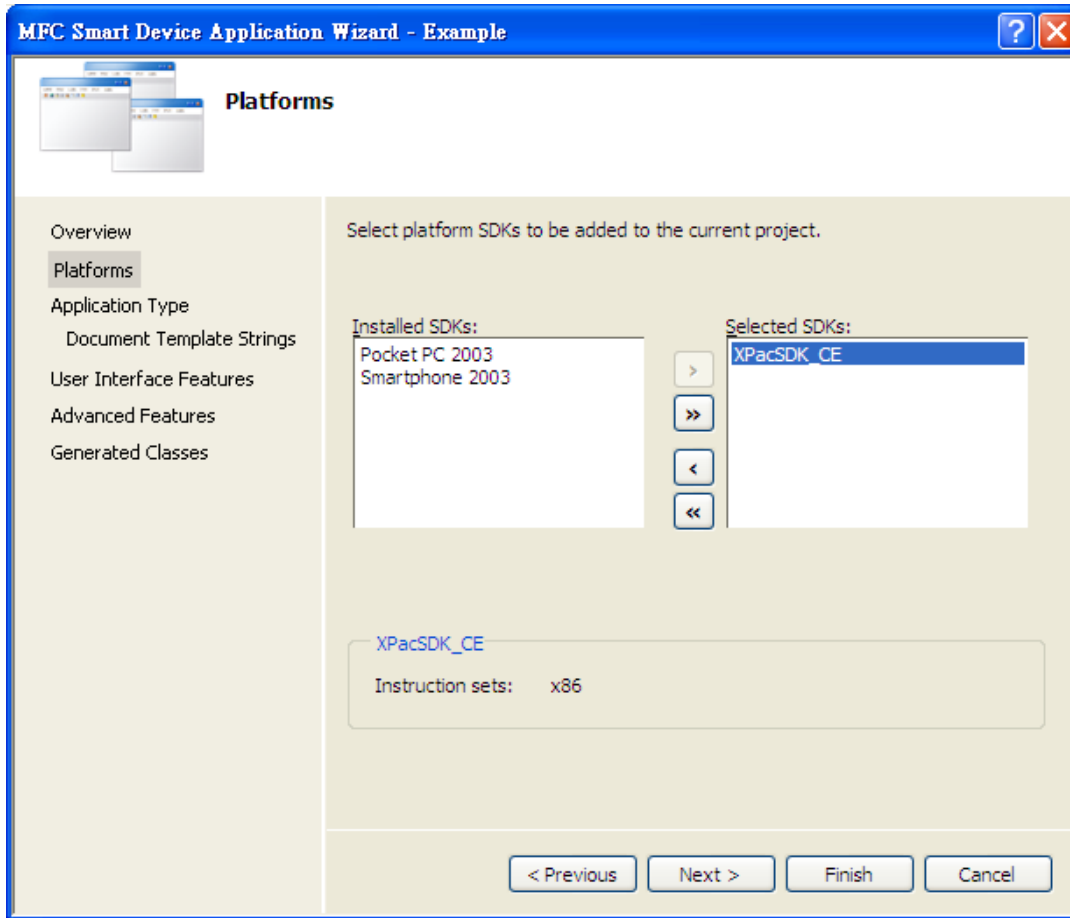 MFC Smart Device Application Wizard - Example
Platforms
Overview
Platforms
Application Type
Document Template Strings
User Interface Features
Advanced Features
Generated Classes
Select platform SDKs to be added to the current project.
Installed SDKs:
Pocket PC 2003
Smartphone 2003
>
>>
<
<<
Selected SDKs:
XPacSDK_CE
XPacSDK_CE
Instruction sets: x86
< Previous
Next >
Finish
Cancel